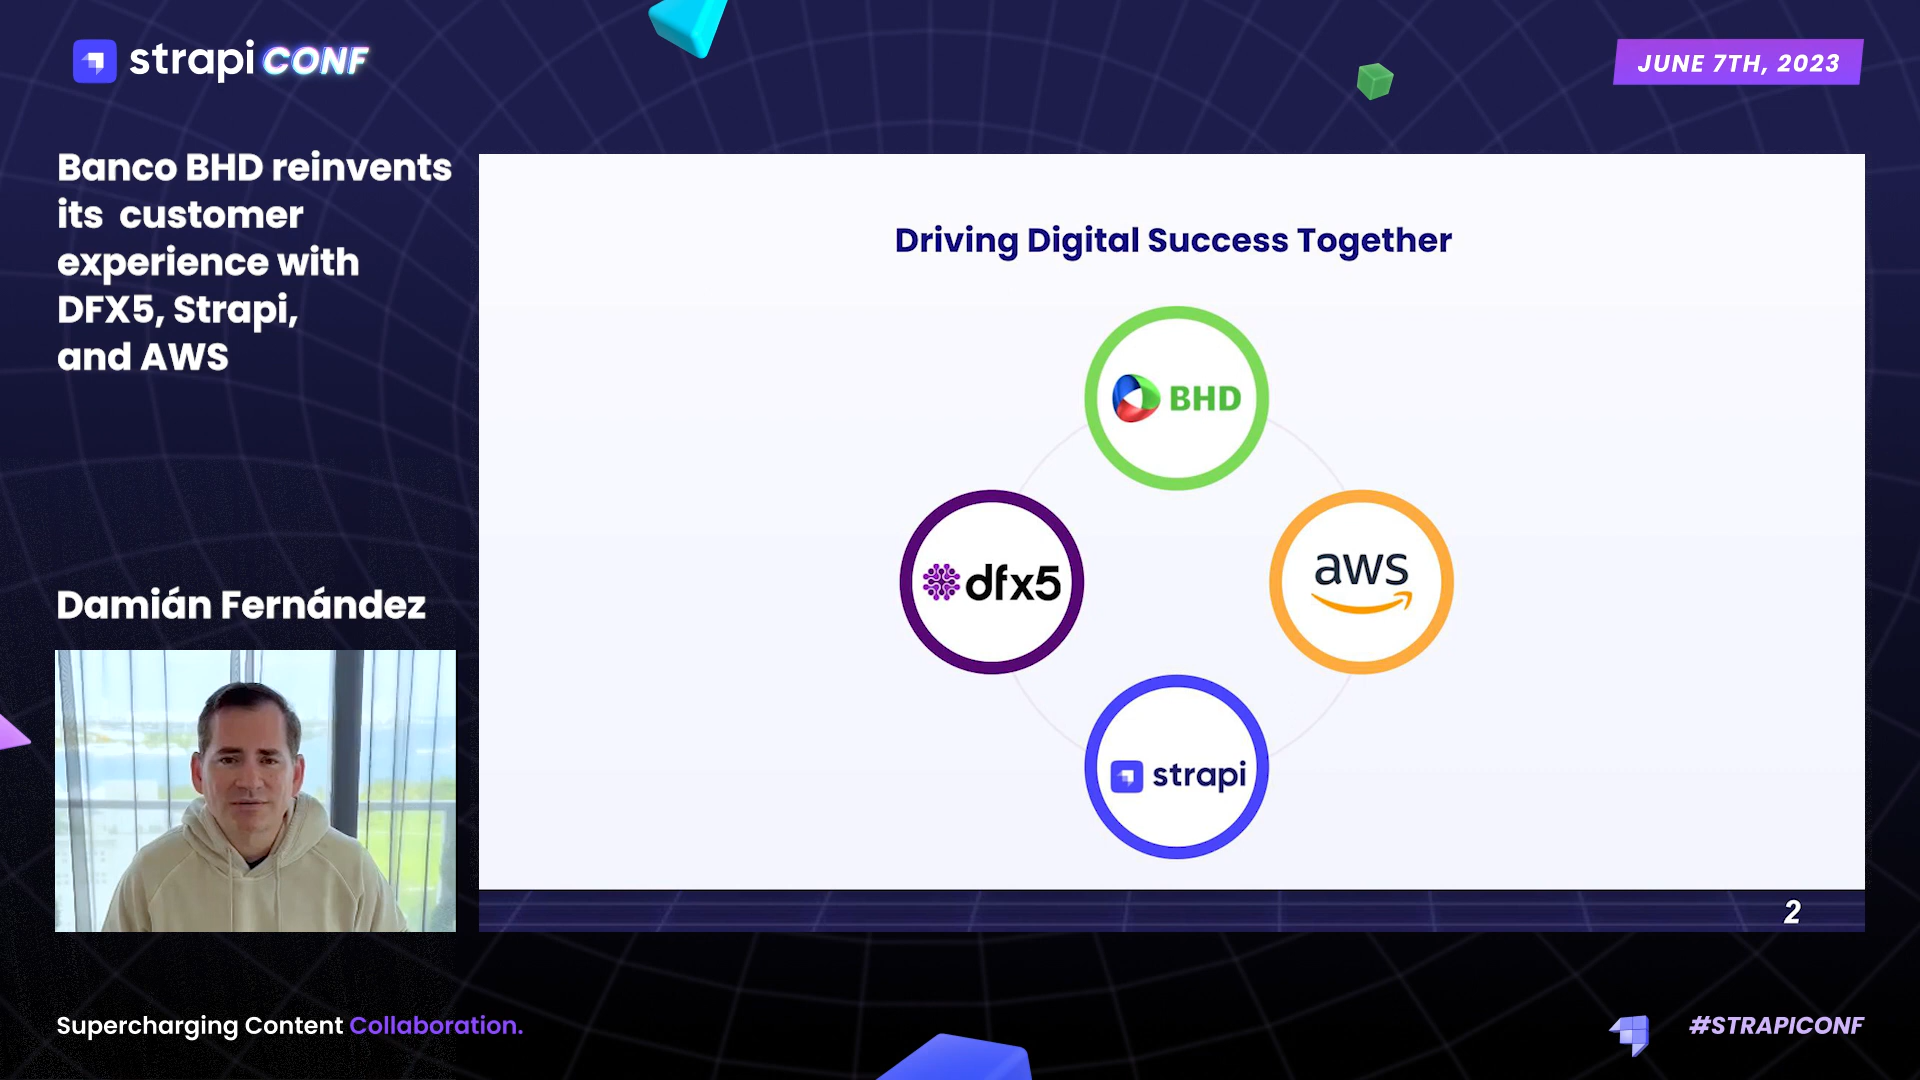 strapi CONF
JUNE 7TH, 2023
Banco BHD reinvents
its customer
experience with
DFX5, Strapi,
and AWS
Damián Fernández
Driving Digital Success Together
BHD
dfx5
aws
strapi
2
Supercharging Content Collaboration.
#STRAPICONF